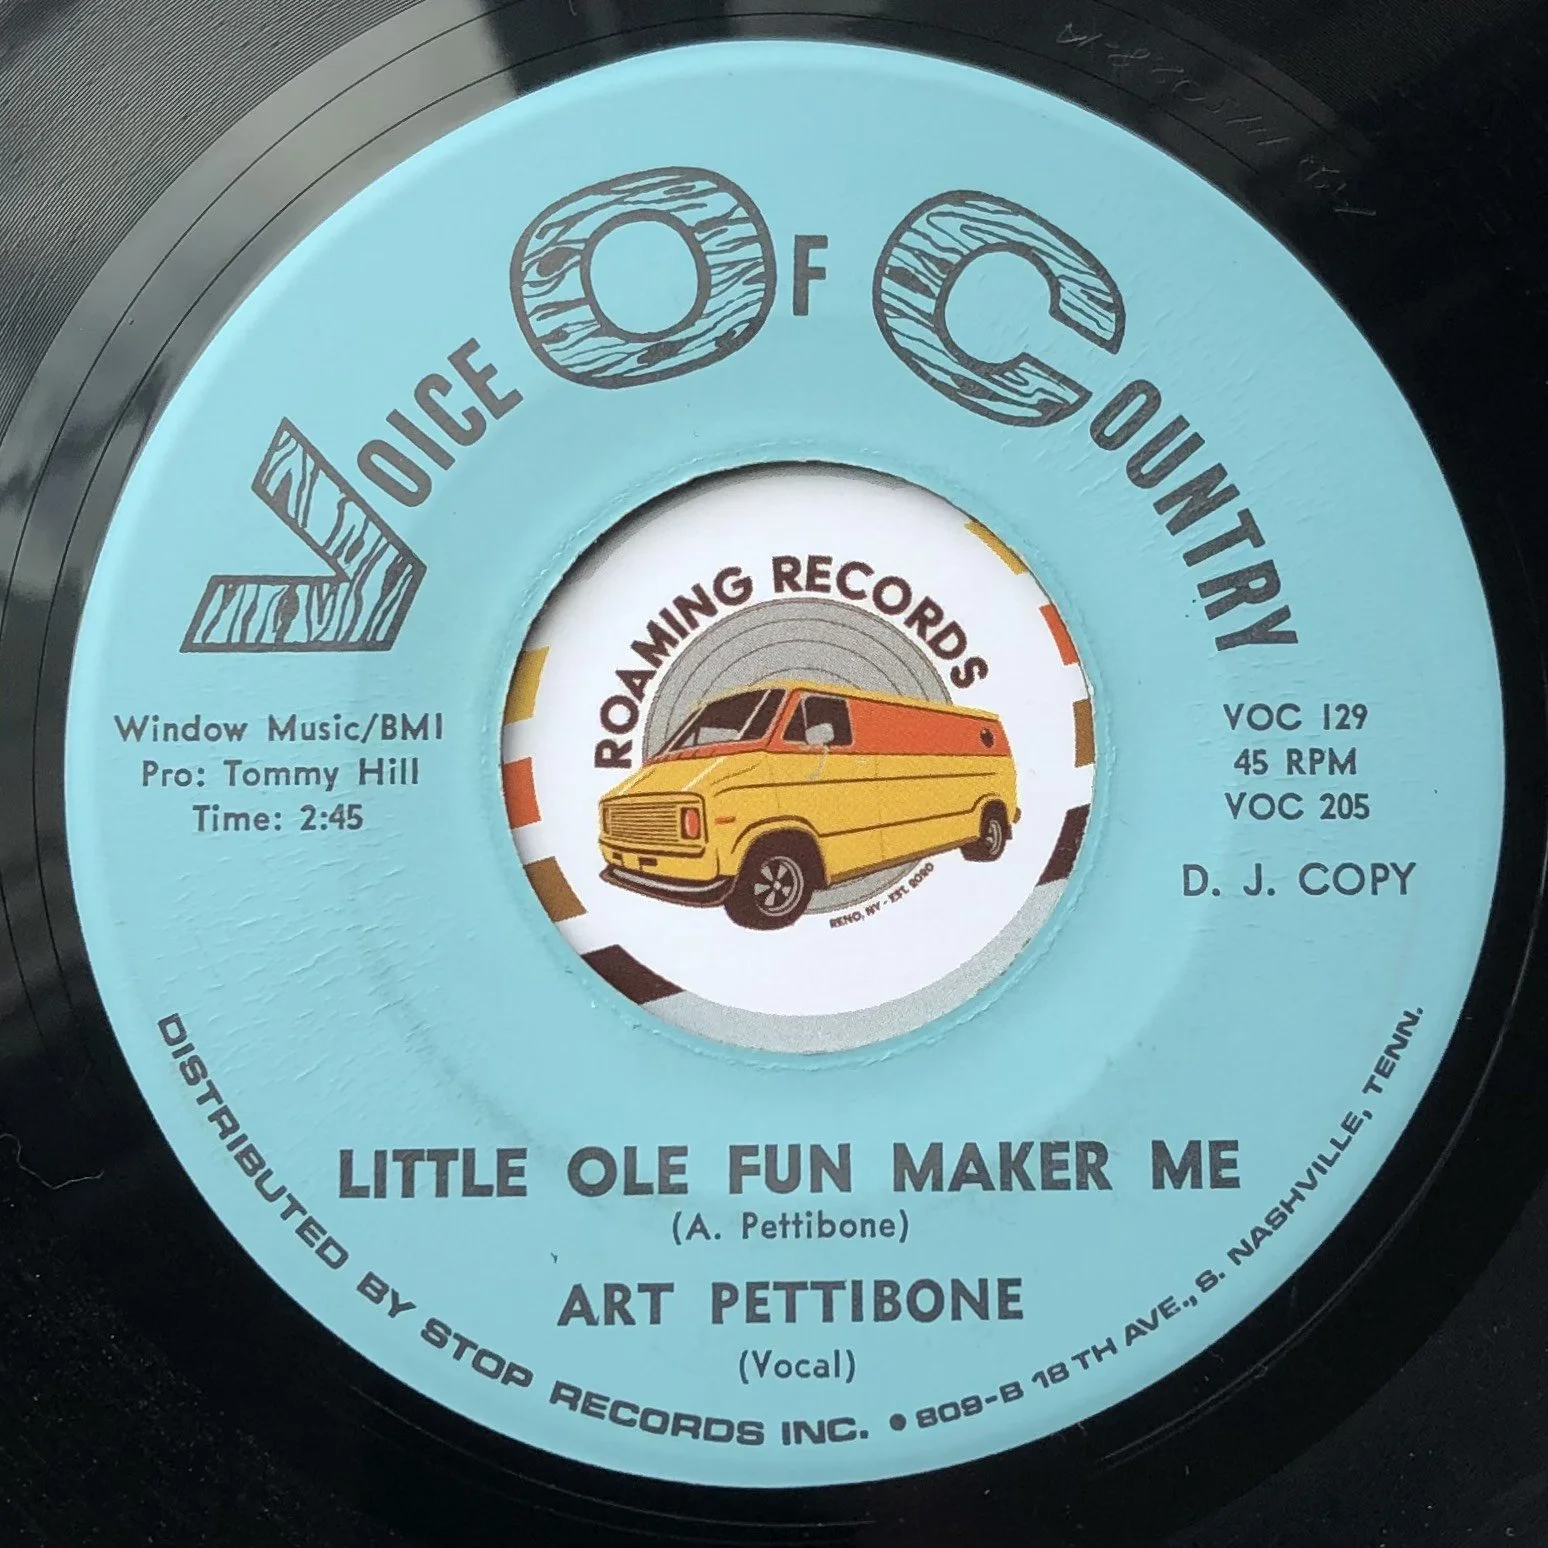 VOICE OF COUNTRY
Window Music/BMI
Pro: Tommy Hill
Time: 2:45
ROAMING RECORDS
RENO, NV - EST. 2020
VOC 129
45 RPM
VOC 205
D. J. COPY
LITTLE OLE FUN MAKER ME
(A. Pettibone)
ART PETTIBONE
(Vocal)
DISTRIBUTED BY STOP RECORDS INC. • 809-B 18 TH AVE., S. NASHVILLE, TENN.